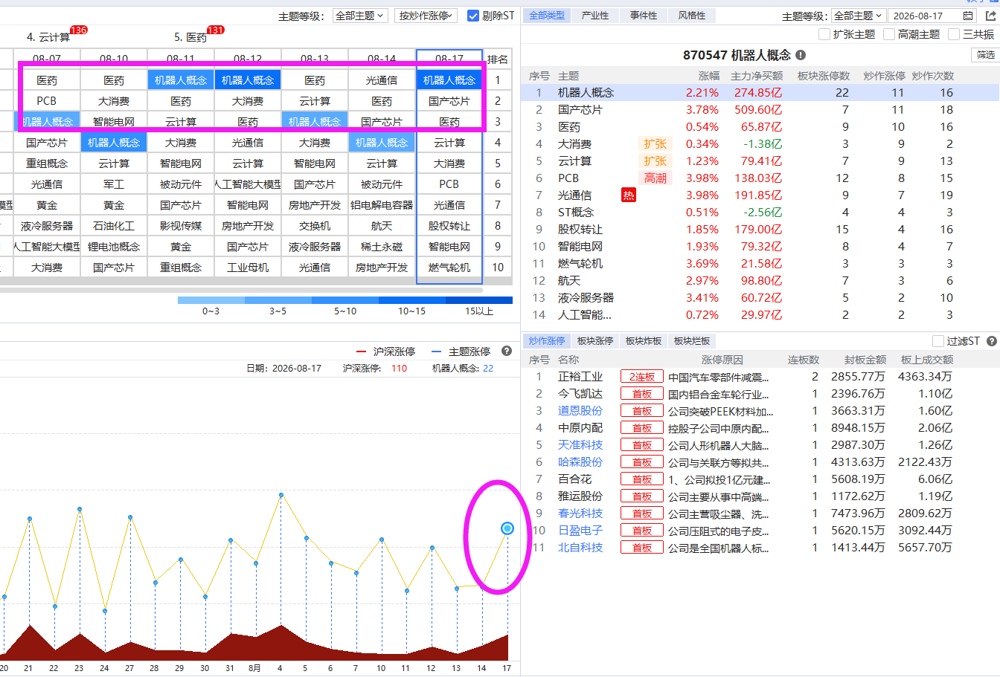 主题等级： 全部主题 按炒作涨停 剔除ST
4. 云计算 136 5. 医药 131
08-07 08-10 08-11 08-12 08-13 08-14 08-17 排名
医药 医药 机器人概念 机器人概念 医药 光通信 机器人概念 1
PCB 大消费 医药 大消费 云计算 医药 国产芯片 2
机器人概念 智能电网 云计算 医药 机器人概念 国产芯片 医药 3
国产芯片 机器人概念 大消费 光通信 大消费 机器人概念 云计算 4
重组概念 云计算 智能电网 云计算 智能电网 云计算 大消费 5
光通信 军工 被动元件 人工智能大模型 国产芯片 被动元件 PCB 6
模型 黄金 黄金 国产芯片 智能电网 房地产开发 铝电解电容器 光通信 7
液冷服务器 石油化工 影视传媒 房地产开发 交换机 航天 股权转让 8
人工智能大模型 锂电池概念 黄金 国产芯片 液冷服务器 稀土永磁 智能电网 9
大消费 国产芯片 重组概念 工业母机 光通信 房地产开发 燃气轮机 10
0~3 3~5 5~10 10~15 15以上
沪深涨停 主题涨停
日期：2026-08-17 沪深涨停： 110 机器人概念: 22
20 21 22 23 24 27 28 29 30 31 8月 4 5 6 7 10 11 12 13 14 17
全部类型 产业性 事件性 风格性 主题等级： 全部主题 2026-08-17
扩张主题 高潮主题 三共振
870547 机器人概念 筛选
序号 主题 涨幅 主力净买额 板块涨停数 炒作涨停 炒作次数
1 机器人概念 2.21% 274.85亿 22 11 16
2 国产芯片 3.78% 509.60亿 7 11 18
3 医药 0.54% 65.87亿 9 10 16
4 大消费 扩张 0.34% -1.38亿 3 9 2
5 云计算 扩张 1.23% 79.41亿 7 9 13
6 PCB 高潮 3.98% 138.03亿 12 8 15
7 光通信 热 3.98% 191.85亿 9 7 19
8 ST概念 0.51% -2.56亿 4 4 3
9 股权转让 1.85% 179.00亿 15 4 16
10 智能电网 1.93% 79.32亿 8 4 7
11 燃气轮机 3.69% 21.58亿 3 3 3
12 航天 2.97% 98.80亿 7 3 6
13 液冷服务器 3.41% 60.72亿 5 2 10
14 人工智能... 0.72% 29.97亿 2 2 3
炒作涨停 板块涨停 板块炸板 板块烂板 过滤ST
序号 名称 涨停原因 连板数 封板金额 板上成交额
1 正裕工业 2连板 中国汽车零部件减震... 2 2855.77万 4363.34万
2 今飞凯达 首板 国内铝合金车轮行业... 1 2396.76万 1.10亿
3 道恩股份 首板 公司突破PEEK材料加... 1 3663.31万 1.60亿
4 中原内配 首板 控股子公司中原内配... 1 8948.15万 2.06亿
5 天准科技 首板 公司人形机器人大脑... 1 2987.30万 1.26亿
6 哈森股份 首板 公司与关联方等拟共... 1 4313.63万 2122.43万
7 百合花 首板 1、公司拟投1亿元建... 1 5608.19万 6.06亿
8 雅运股份 首板 公司主要从事中高端... 1 1172.62万 1.19亿
9 春光科技 首板 公司主营吸尘器、洗... 1 7473.96万 2809.62万
10 日盈电子 首板 公司压阻式的电子皮... 1 5620.15万 3092.44万
11 北自科技 首板 公司是全国机器人标... 1 1413.44万 5657.70万